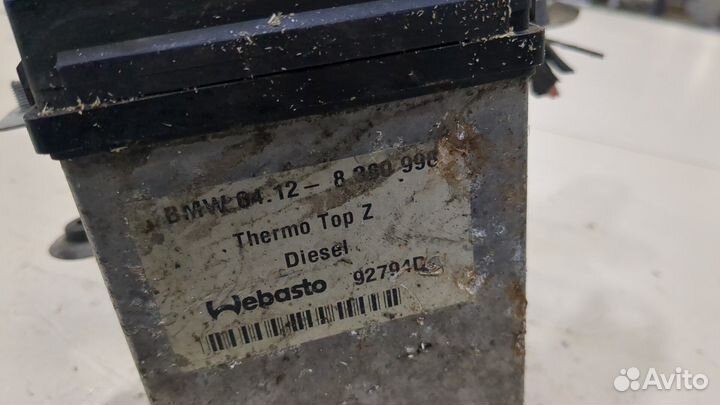 BMW 64.12 – 8 380 998
Thermo Top Z
Diesel
Webasto 92794D
Avito